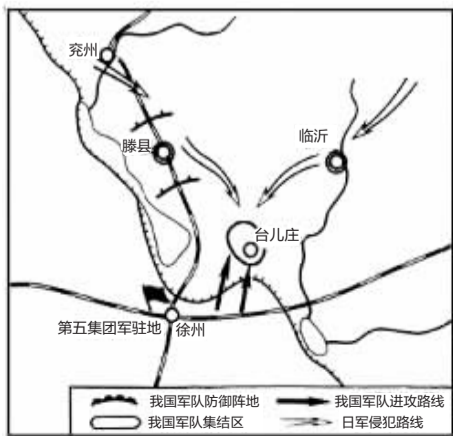 兖州
滕县
临沂
台儿庄
第五集团军驻地
徐州
我国军队防御阵地
我国军队进攻路线
我国军队集结区
日军侵犯路线